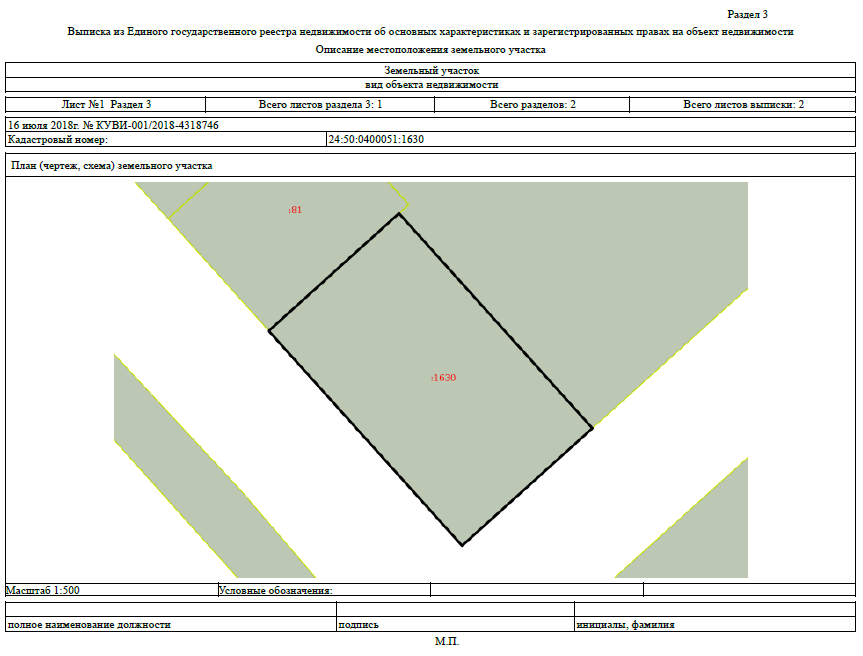 Раздел 3
Выписка из Единого государственного реестра недвижимости об основных характеристиках и зарегистрированных правах на объект недвижимости
Описание местоположения земельного участка
Земельный участок
вид объекта недвижимости
Лист №1 Раздел 3 Всего листов раздела 3: 1 Всего разделов: 2 Всего листов выписки: 2
16 июля 2018г. № КУВИ-001/2018-4318746
Кадастровый номер: 24:50:0400051:1630
План (чертеж, схема) земельного участка
:81
:1630
Масштаб 1:500 Условные обозначения:
полное наименование должности подпись инициалы, фамилия
М.П.